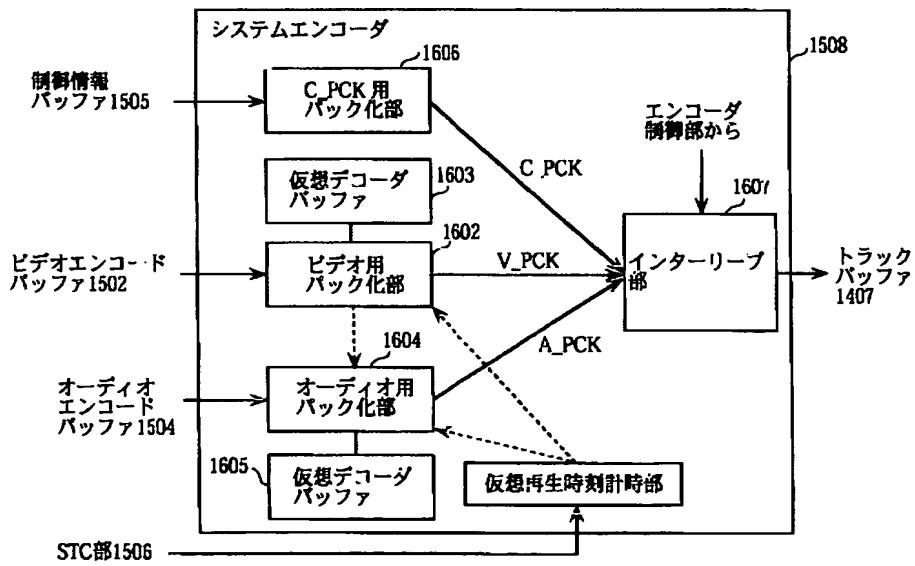 システムエンコーダ
1508
制御情報
バッファ1505
1606
C_PCK 用
パック化部
エンコーダ
制御部から
C_PCK
仮想デコーダ
バッファ
1603
1607
ビデオエンコード
バッファ1502
1602
ビデオ用
パック化部
V_PCK
インターリーブ
部
トラック
バッファ
1407
A_PCK
1604
オーディオ
エンコード
バッファ1504
オーディオ用
パック化部
1605
仮想デコーダ
バッファ
仮想再生時刻計時部
STC部1506